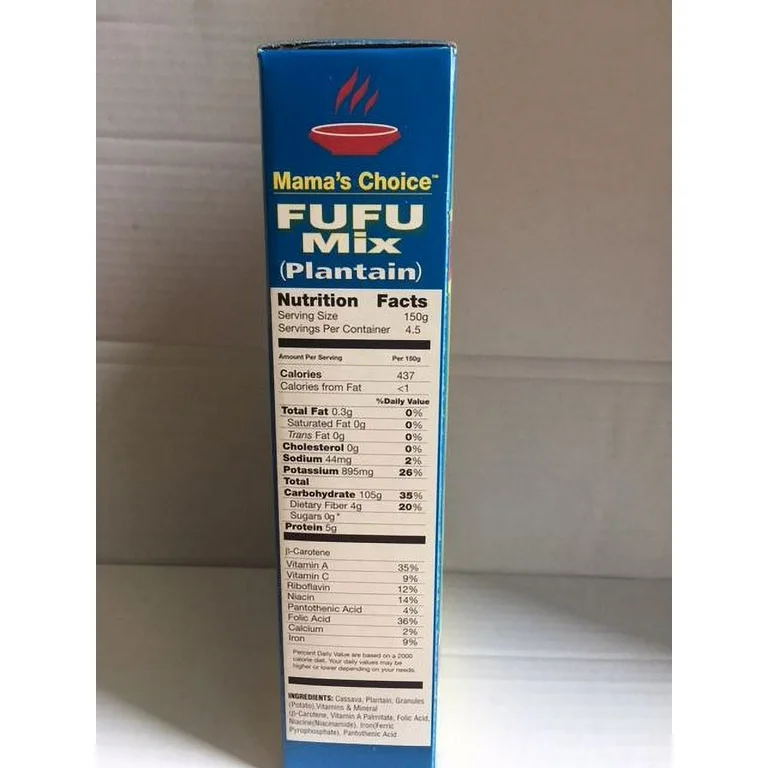 Mama's Choice™
FUFU
Mix
(Plantain)
Nutrition Facts
Serving Size 150g
Servings Per Container 4.5
Amount Per Serving Per 150g
Calories 437
Calories from Fat <1
%Daily Value
Total Fat 0.3g 0%
Saturated Fat 0g 0%
Trans Fat 0g 0%
Cholesterol 0g 0%
Sodium 44mg 2%
Potassium 895mg 26%
Total
Carbohydrate 105g 35%
Dietary Fiber 4g 20%
Sugars 0g*
Protein 5g
β-Carotene
Vitamin A 35%
Vitamin C 9%
Riboflavin 12%
Niacin 14%
Pantothenic Acid 4%
Folic Acid 36%
Calcium 2%
Iron 9%
Percent Daily Value are based on a 2000
calorie diet. Your daily values may be
higher or lower depending on your needs.
INGREDIENTS: Cassava, Plantain, Granules
(Potato),Vitamins & Mineral
(β-Carotene, Vitamin A Palmitate, Folic Acid,
Niacine(Niacinamide), Iron(Ferric
Pyrophosphate), Pantothenic Acid